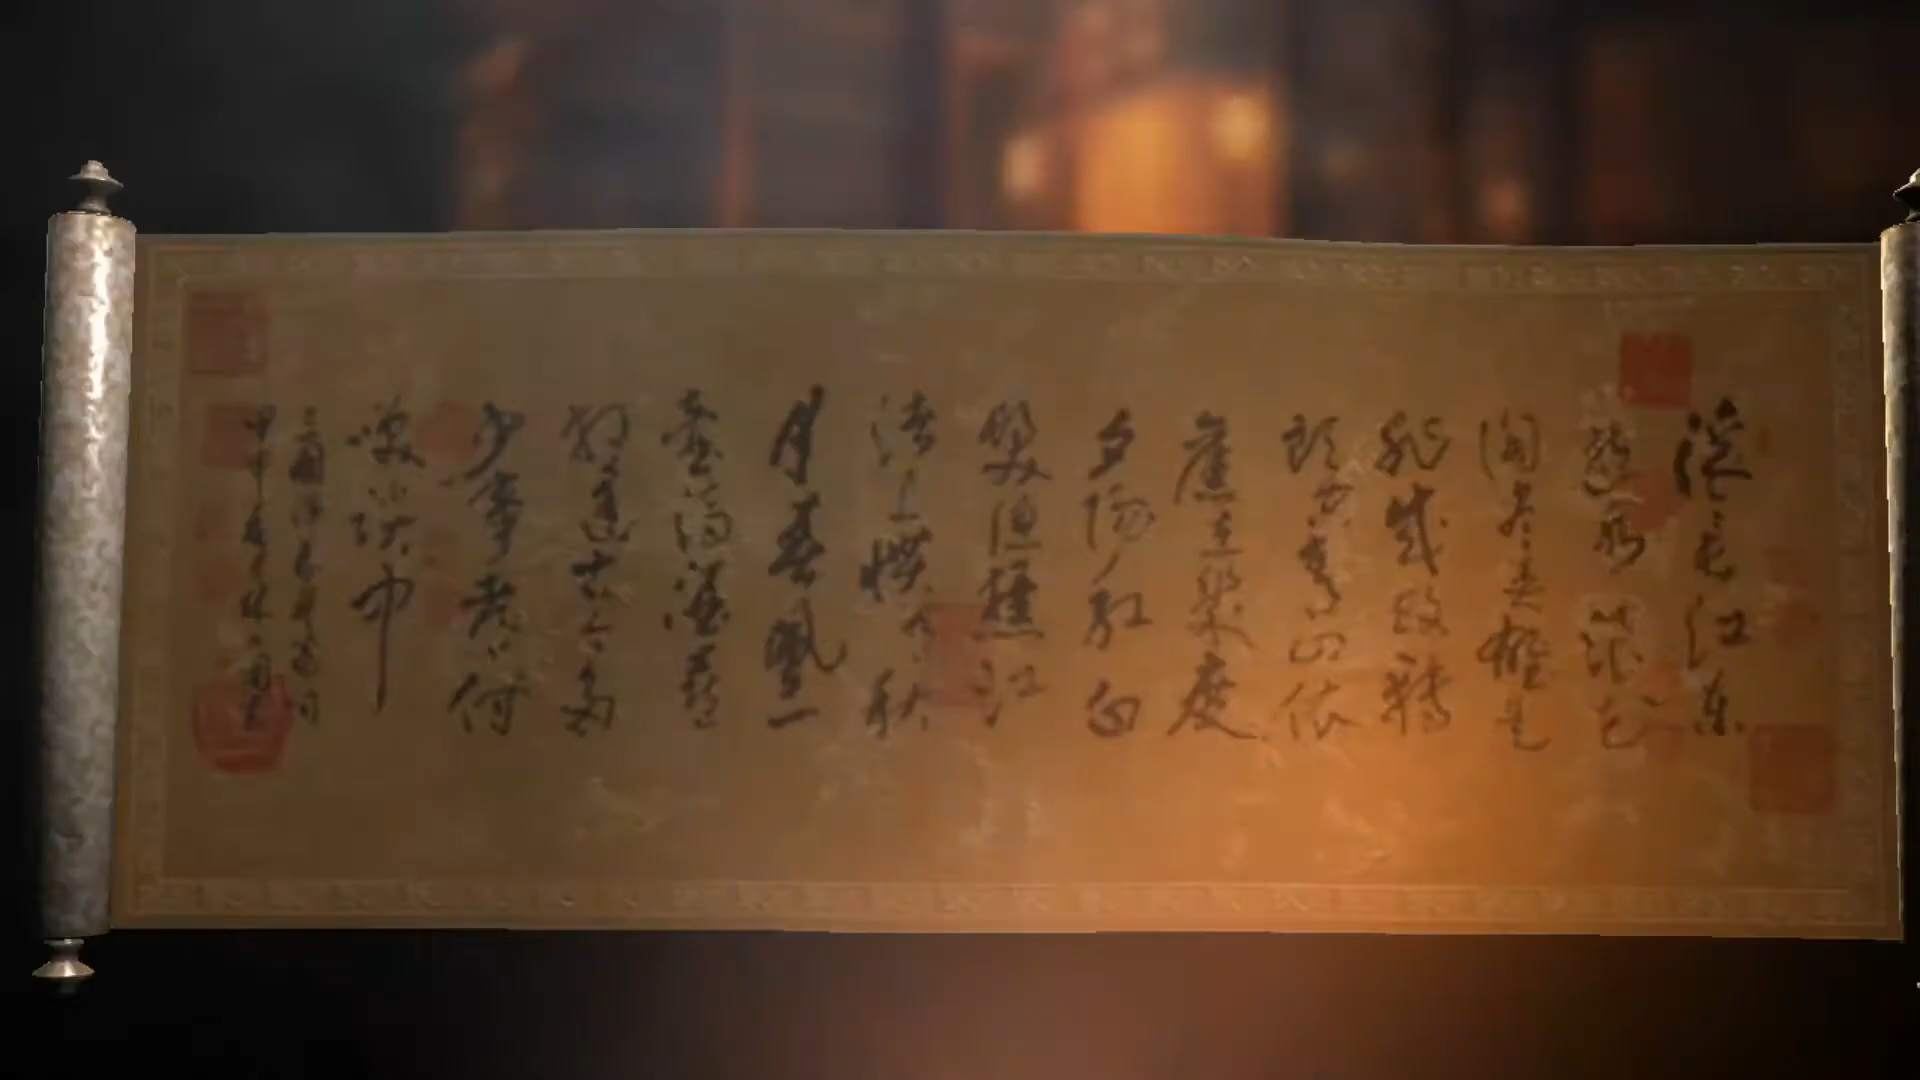 滚滚长江东
逝水浪花
淘尽英雄是
非成败转
头空青山依
旧在几度
夕阳红白
发渔樵江
渚上惯看秋
月春风一
壶浊酒喜
相逢古今多
少事都付
笑谈中